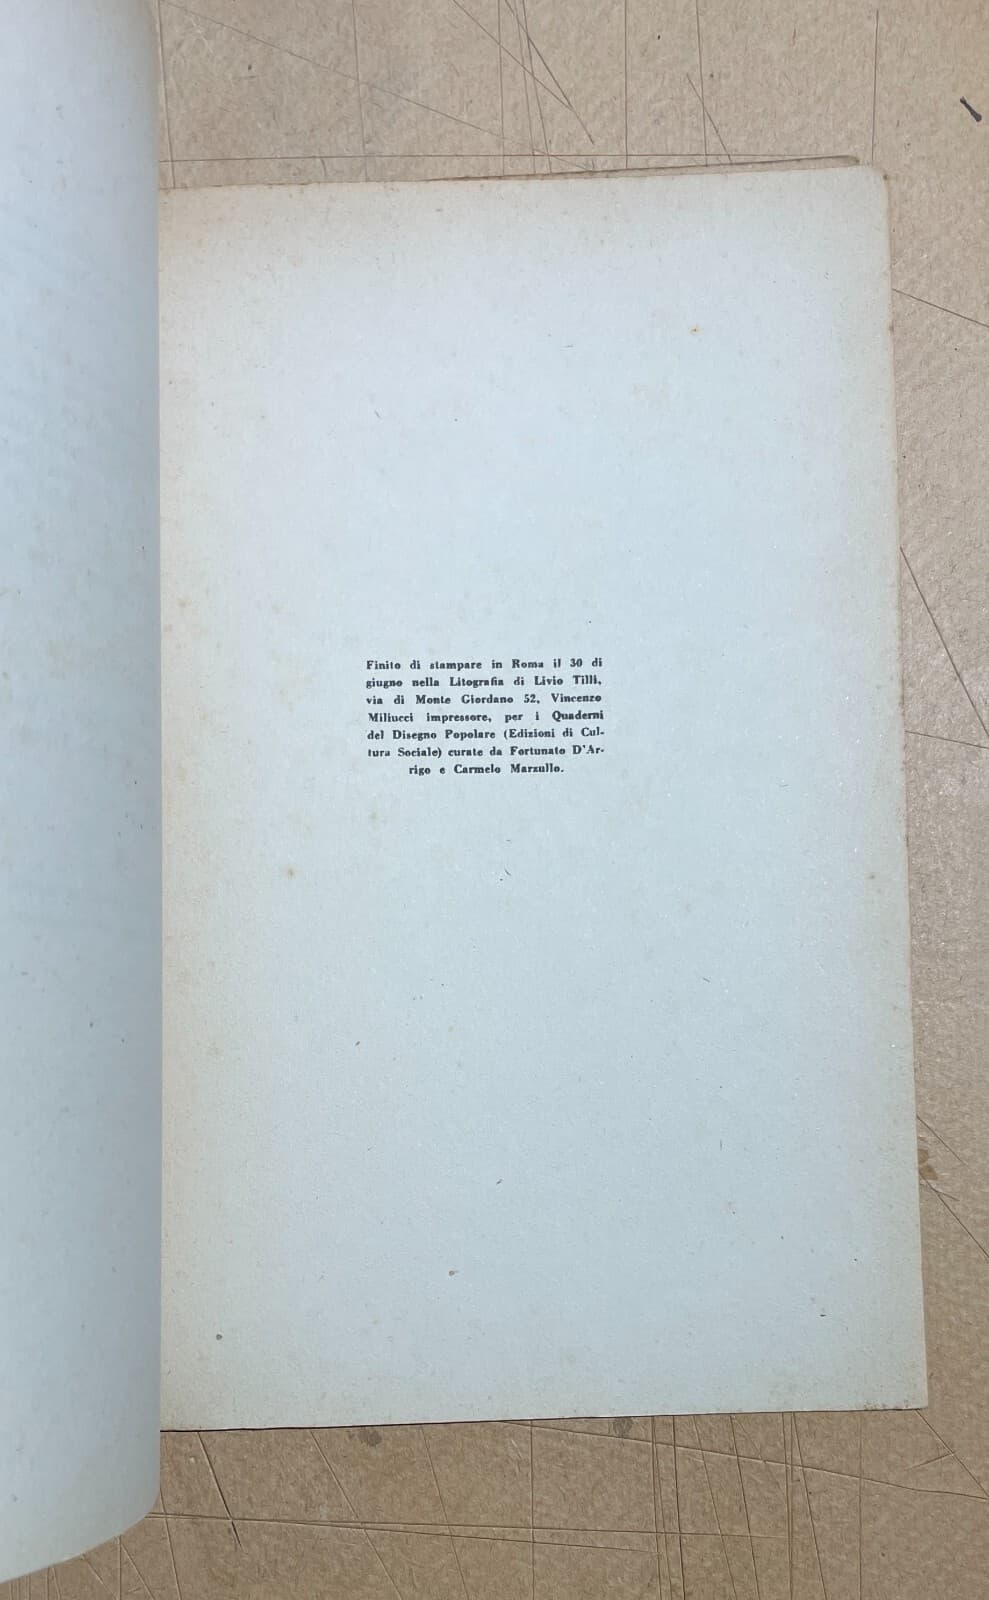 Finito di stampare in Roma il 30 di
giugno nella Litografia di Livio Tilli,
via di Monte Giordano 52, Vincenzo
Miliucci impressore, per i Quaderni
del Disegno Popolare (Edizioni di Cul-
tura Sociale) curate da Fortunato D'Ar-
rigo e Carmelo Marzullo.